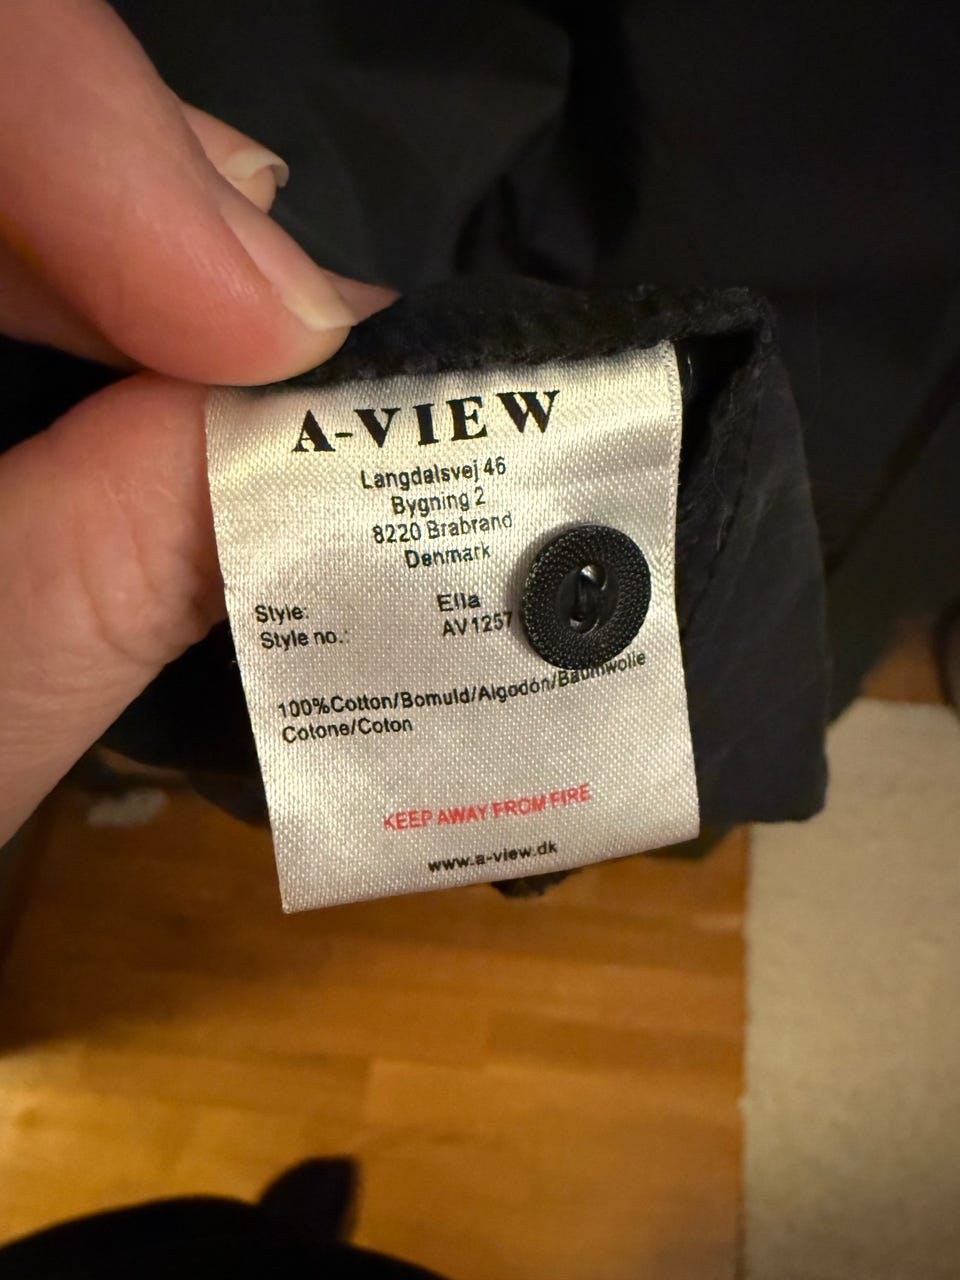 A-VIEW
Langdalsvej 46
Bygning 2
8220 Brabrand
Denmark
Style: Ella
Style no.: AV1257
100%Cotton/Bomuld/Algodón/Baumwolle
Cotone/Coton
KEEP AWAY FROM FIRE
www.a-view.dk